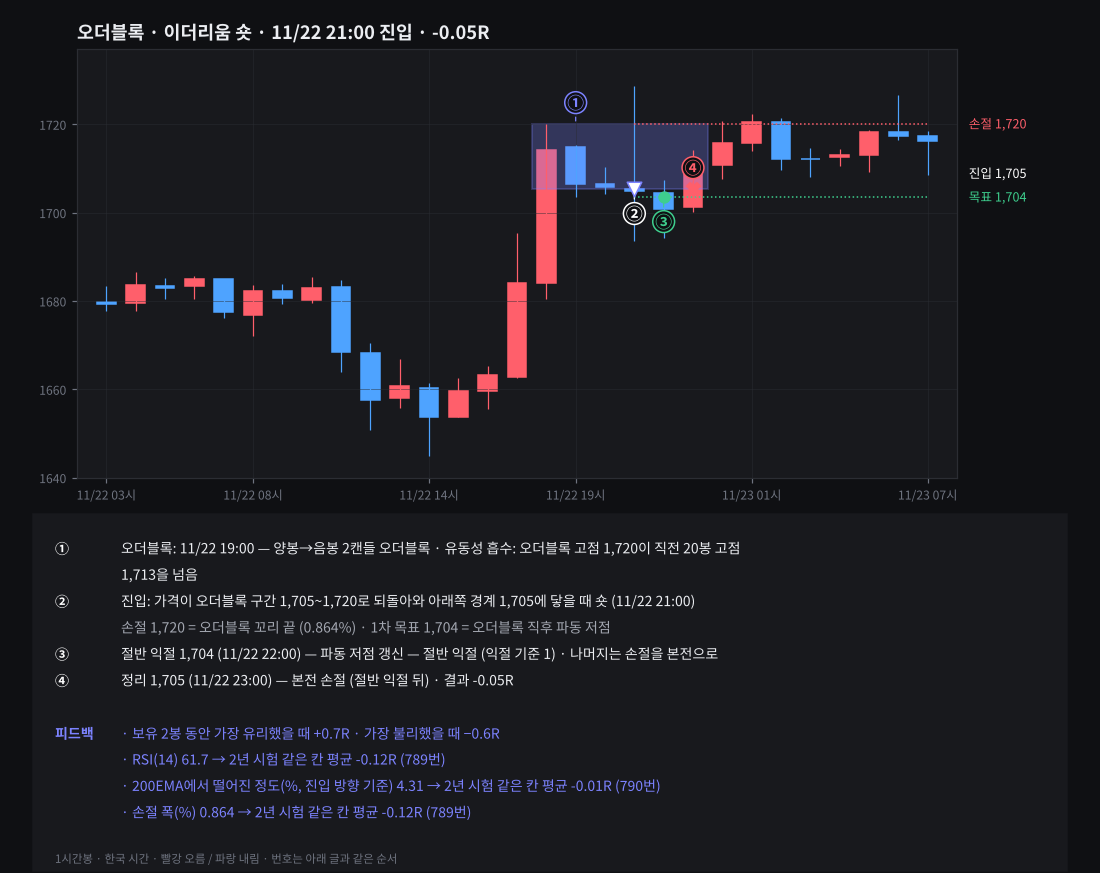 오더블록 · 이더리움 숏 · 11/22 21:00 진입 · -0.05R
1720
1700
1680
1660
1640
①
②
③
④
손절 1,720
진입 1,705
목표 1,704
11/22 03시
11/22 08시
11/22 14시
11/22 19시
11/23 01시
11/23 07시
① 오더블록: 11/22 19:00 — 양봉→음봉 2캔들 오더블록 · 유동성 흡수: 오더블록 고점 1,720이 직전 20봉 고점
1,713을 넘음
② 진입: 가격이 오더블록 구간 1,705~1,720로 되돌아와 아래쪽 경계 1,705에 닿을 때 숏 (11/22 21:00)
손절 1,720 = 오더블록 꼬리 끝 (0.864%) · 1차 목표 1,704 = 오더블록 직후 파동 저점
③ 절반 익절 1,704 (11/22 22:00) — 파동 저점 갱신 — 절반 익절 (익절 기준 1) · 나머지는 손절을 본전으로
④ 정리 1,705 (11/22 23:00) — 본전 손절 (절반 익절 뒤) · 결과 -0.05R
피드백 · 보유 2봉 동안 가장 유리했을 때 +0.7R · 가장 불리했을 때 −0.6R
· RSI(14) 61.7 → 2년 시험 같은 칸 평균 -0.12R (789번)
· 200EMA에서 떨어진 정도(%, 진입 방향 기준) 4.31 → 2년 시험 같은 칸 평균 -0.01R (790번)
· 손절 폭(%) 0.864 → 2년 시험 같은 칸 평균 -0.12R (789번)
1시간봉 · 한국 시간 · 빨강 오름 / 파랑 내림 · 번호는 아래 글과 같은 순서